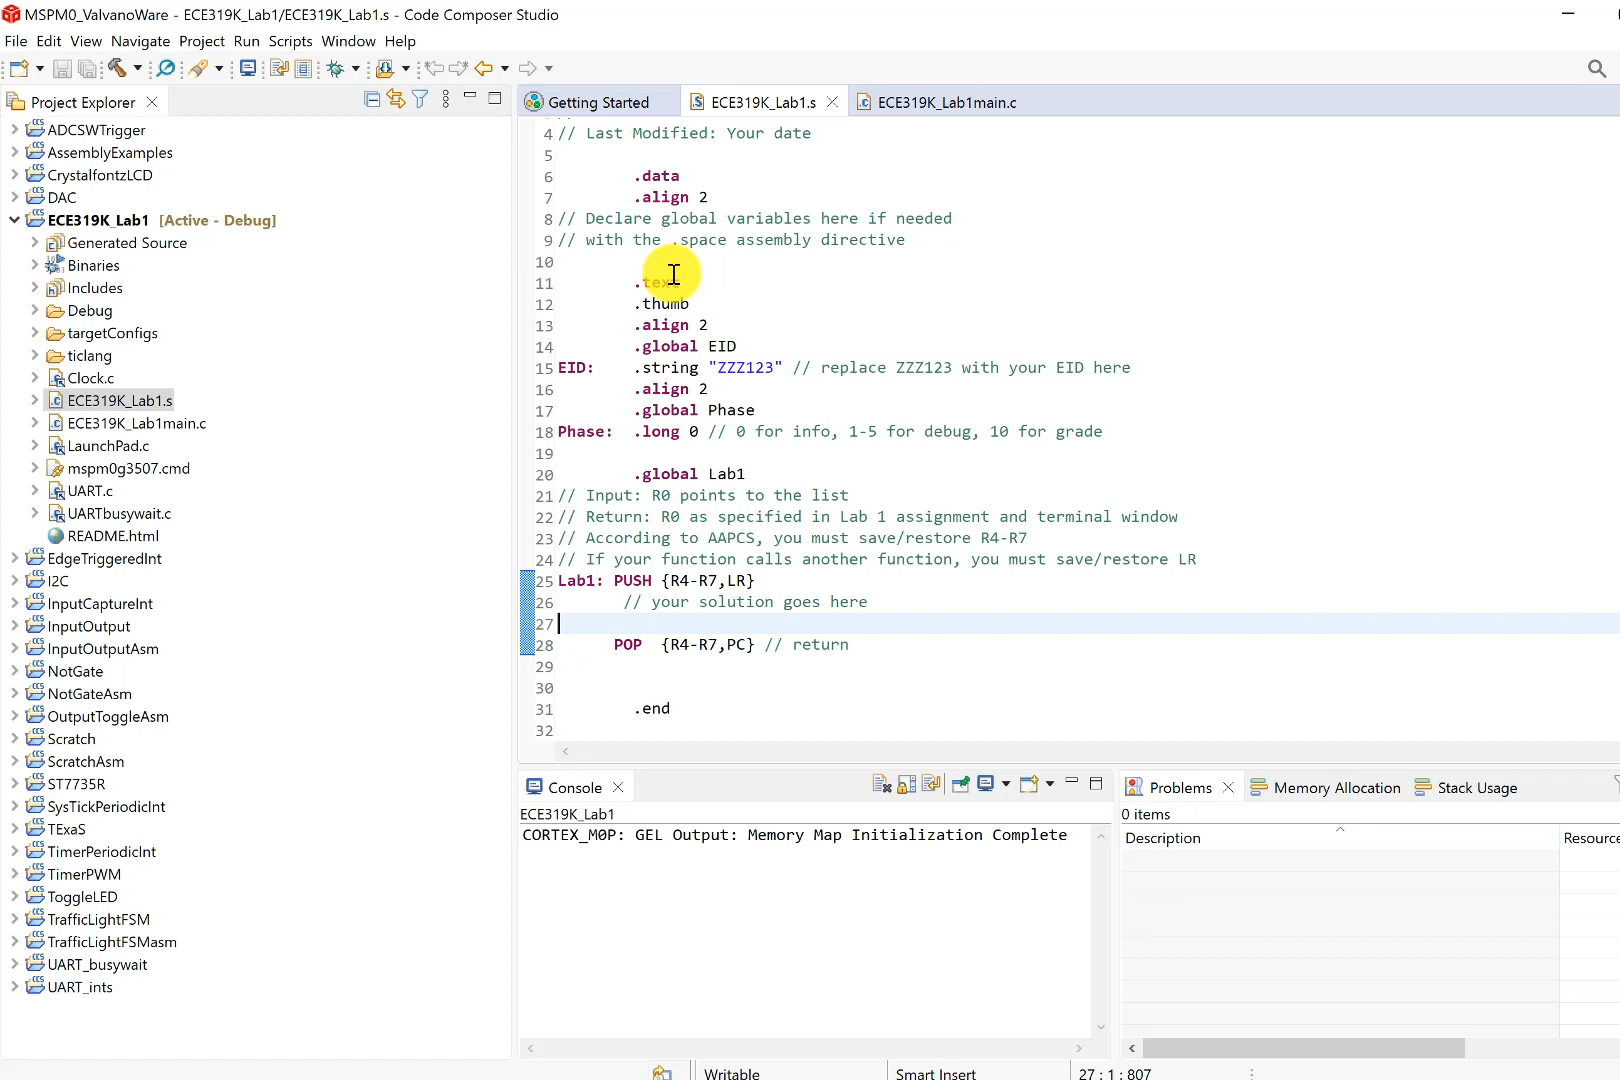 MSPM0_ValvanoWare - ECE319K_Lab1/ECE319K_Lab1.s - Code Composer Studio
File Edit View Navigate Project Run Scripts Window Help
Project Explorer
ADCSWTrigger
AssemblyExamples
CrystalfontzLCD
DAC
ECE319K_Lab1 [Active - Debug]
Generated Source
Binaries
Includes
Debug
targetConfigs
ticlang
Clock.c
ECE319K_Lab1.s
ECE319K_Lab1main.c
LaunchPad.c
mspm0g3507.cmd
UART.c
UARTbusywait.c
README.html
EdgeTriggeredInt
I2C
InputCaptureInt
InputOutput
InputOutputAsm
NotGate
NotGateAsm
OutputToggleAsm
Scratch
ScratchAsm
ST7735R
SysTickPeriodicInt
TExaS
TimerPeriodicInt
TimerPWM
ToggleLED
TrafficLightFSM
TrafficLightFSMasm
UART_busywait
UART_ints
Getting Started ECE319K_Lab1.s ECE319K_Lab1main.c
4 // Last Modified: Your date
5
6 .data
7 .align 2
8 // Declare global variables here if needed
9 // with the .space assembly directive
10
11 .text
12 .thumb
13 .align 2
14 .global EID
15 EID: .string "ZZZ123" // replace ZZZ123 with your EID here
16 .align 2
17 .global Phase
18 Phase: .long 0 // 0 for info, 1-5 for debug, 10 for grade
19
20 .global Lab1
21 // Input: R0 points to the list
22 // Return: R0 as specified in Lab 1 assignment and terminal window
23 // According to AAPCS, you must save/restore R4-R7
24 // If your function calls another function, you must save/restore LR
25 Lab1: PUSH {R4-R7,LR}
26 // your solution goes here
27
28 POP {R4-R7,PC} // return
29
30
31 .end
32
Console
ECE319K_Lab1
CORTEX_M0P: GEL Output: Memory Map Initialization Complete
Problems Memory Allocation Stack Usage
0 items
Description Resource
Writable Smart Insert 27 : 1 : 807